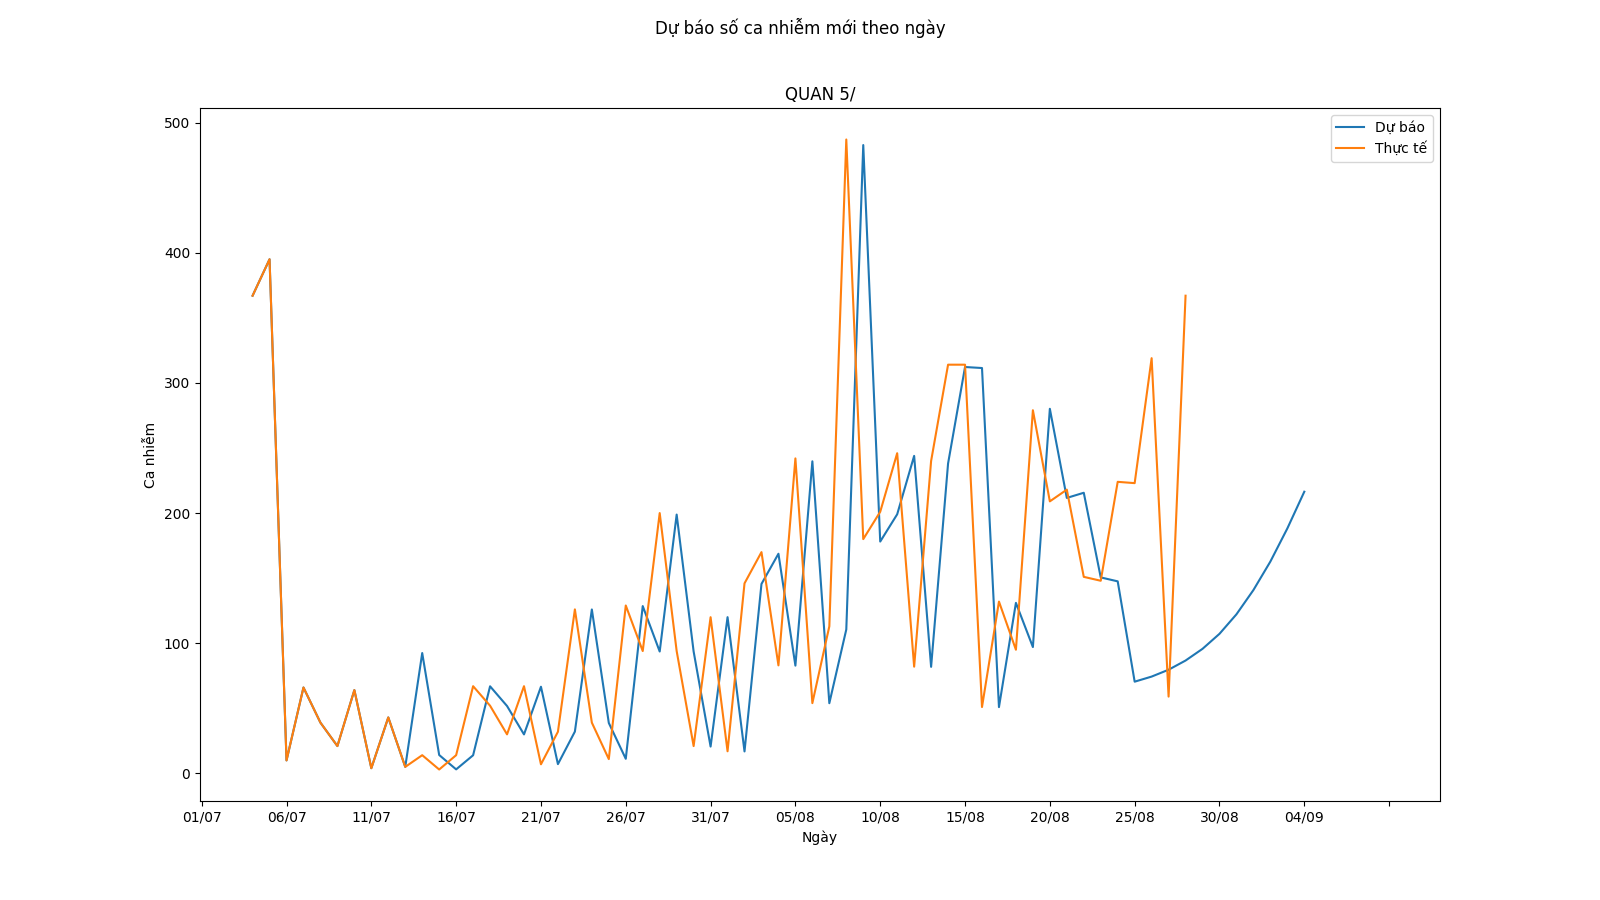 Dự báo số ca nhiễm mới theo ngày
QUAN 5/
Dự báo
Thực tế
500
400
300
200
100
0
Ca nhiễm
01/07 06/07 11/07 16/07 21/07 26/07 31/07 05/08 10/08 15/08 20/08 25/08 30/08 04/09
Ngày